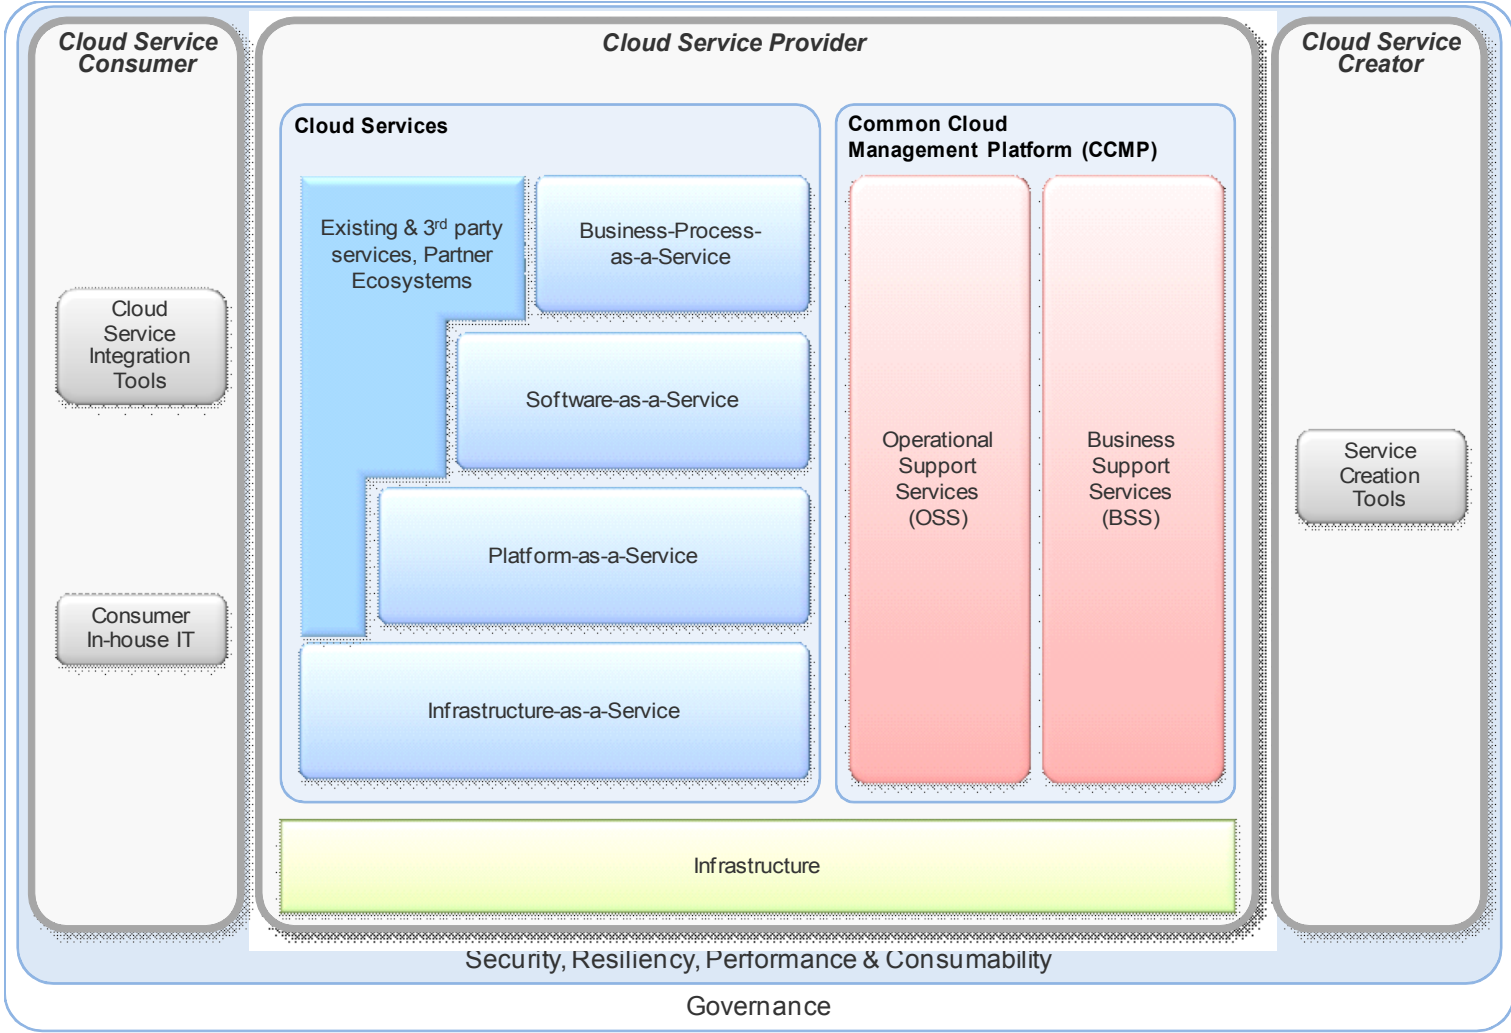 Cloud Service
Consumer
Cloud Service
Integration
Tools
Consumer
In-house IT
Cloud Service Provider
Cloud Services
Existing & 3rd party
services, Partner
Ecosystems
Business-Process-
as-a-Service
Software-as-a-Service
Platform-as-a-Service
Infrastructure-as-a-Service
Common Cloud
Management Platform (CCMP)
Operational
Support
Services
(OSS)
Business
Support
Services
(BSS)
Infrastructure
Cloud Service
Creator
Service
Creation
Tools
Security, Resiliency, Performance & Consumability
Governance